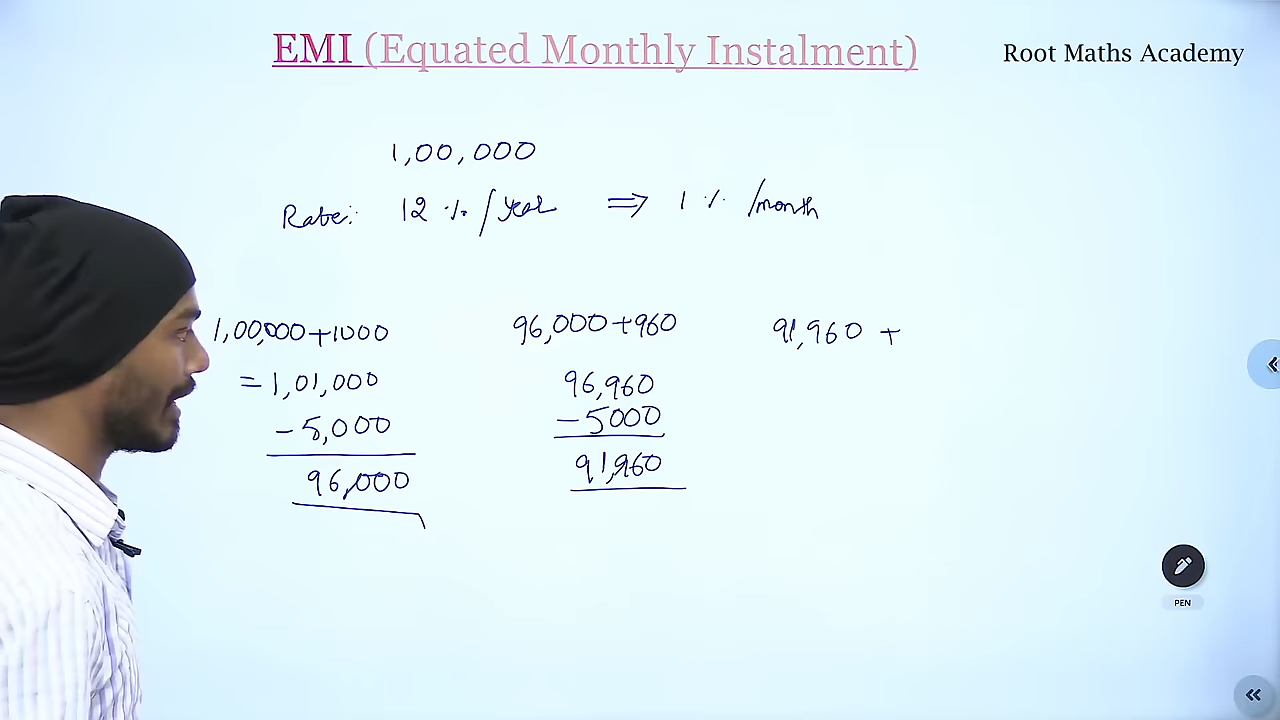 EMI (Equated Monthly Instalment)
Root Maths Academy
1,00,000
Rate: 12 % / year ⇒ 1 % /month
1,00,000+1000
= 1,01,000
- 5,000
96,000
96,000+960
96,960
- 5000
91,960
91,960 +
PEN